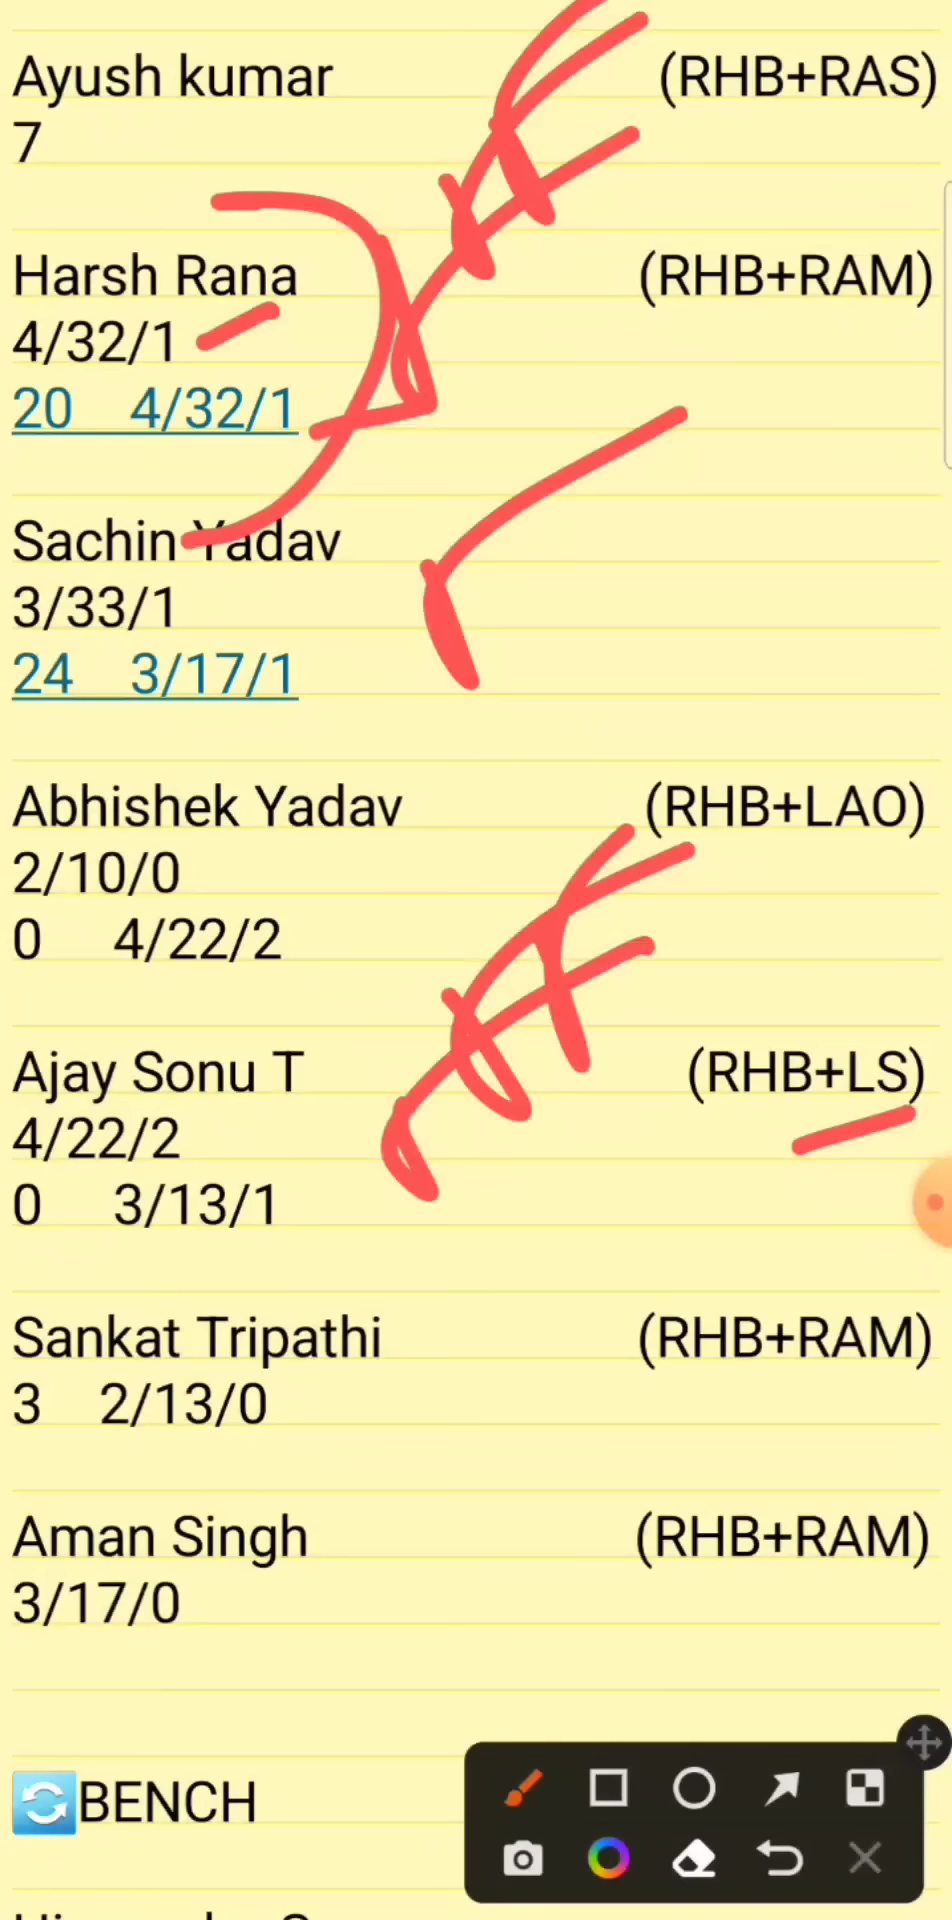 Ayush kumar (RHB+RAS)
7
Harsh Rana (RHB+RAM)
4/32/1
20 4/32/1
Sachin Yadav
3/33/1
24 3/17/1
Abhishek Yadav (RHB+LAO)
2/10/0
0 4/22/2
Ajay Sonu T (RHB+LS)
4/22/2
0 3/13/1
Sankat Tripathi (RHB+RAM)
3 2/13/0
Aman Singh (RHB+RAM)
3/17/0
BENCH